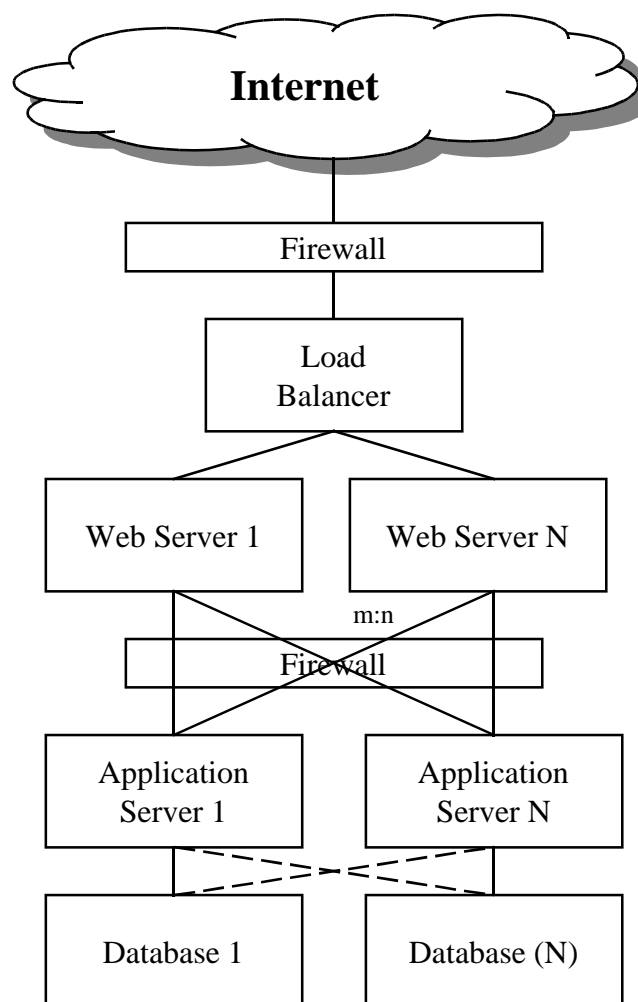 Internet
Firewall
Load
Balancer
Web Server 1
Web Server N
m:n
Firewall
Application
Server 1
Application
Server N
Database 1
Database (N)